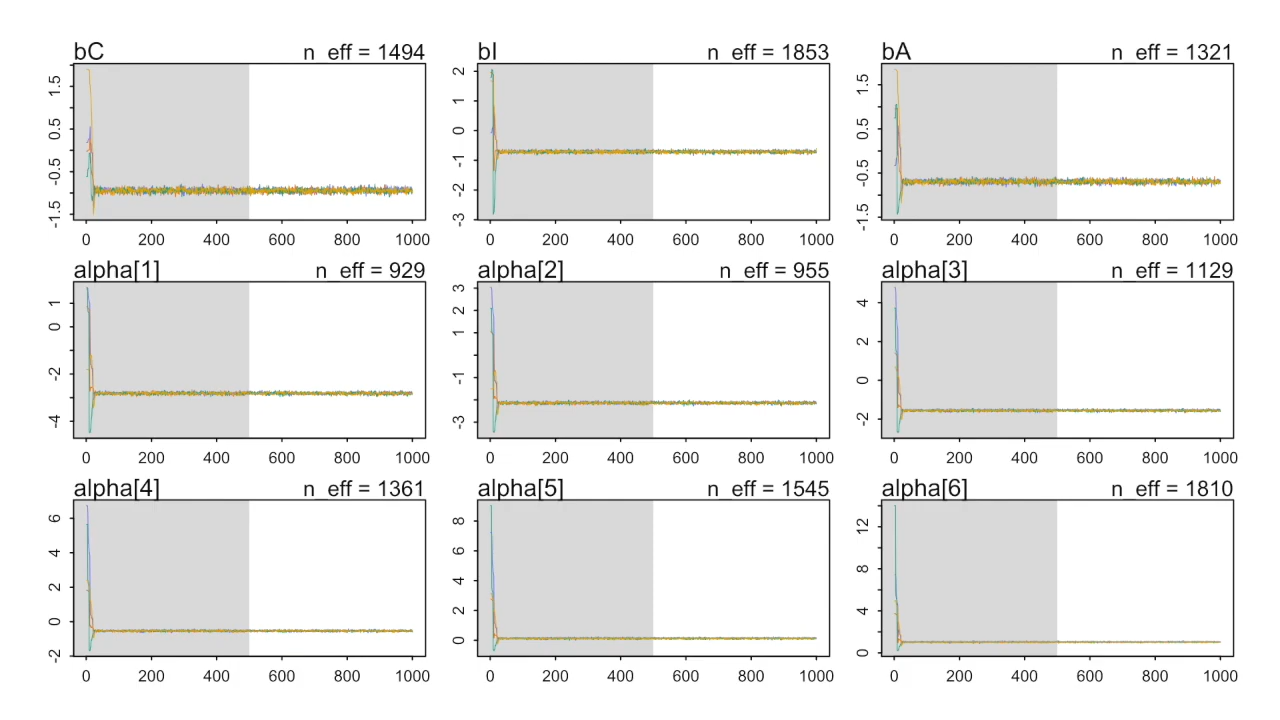 bC n_eff = 1494
bI n_eff = 1853
bA n_eff = 1321
1.5
0.5
-0.5
-1.5
0 200 400 600 800 1000
2
1
0
-1
-2
-3
0 200 400 600 800 1000
1.5
0.5
-0.5
-1.5
0 200 400 600 800 1000
alpha[1] n_eff = 929
alpha[2] n_eff = 955
alpha[3] n_eff = 1129
1
0
-2
-4
0 200 400 600 800 1000
3
2
1
-1
-3
0 200 400 600 800 1000
4
2
0
-2
0 200 400 600 800 1000
alpha[4] n_eff = 1361
alpha[5] n_eff = 1545
alpha[6] n_eff = 1810
6
4
2
0
-2
0 200 400 600 800 1000
8
6
4
2
0
0 200 400 600 800 1000
12
8
4
0
0 200 400 600 800 1000